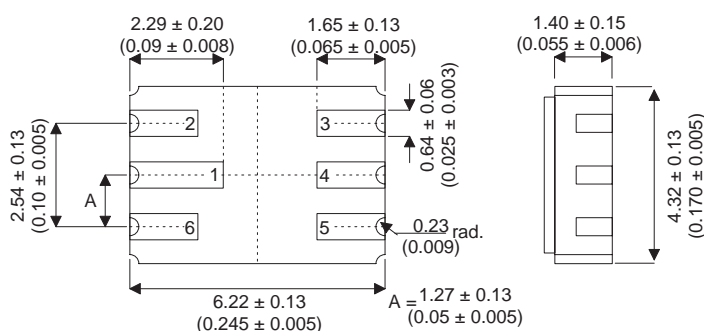 2.29 ± 0.20
(0.09 ± 0.008)
1.65 ± 0.13
(0.065 ± 0.005)
1.40 ± 0.15
(0.055 ± 0.006)
2
3
0.64 ± 0.06
(0.025 ± 0.003)
2.54 ± 0.13
(0.10 ± 0.005)
A
1
4
4.32 ± 0.13
(0.170 ± 0.005)
6
5
0.23 rad.
(0.009)
6.22 ± 0.13
(0.245 ± 0.005)
A = 1.27 ± 0.13
(0.05 ± 0.005)